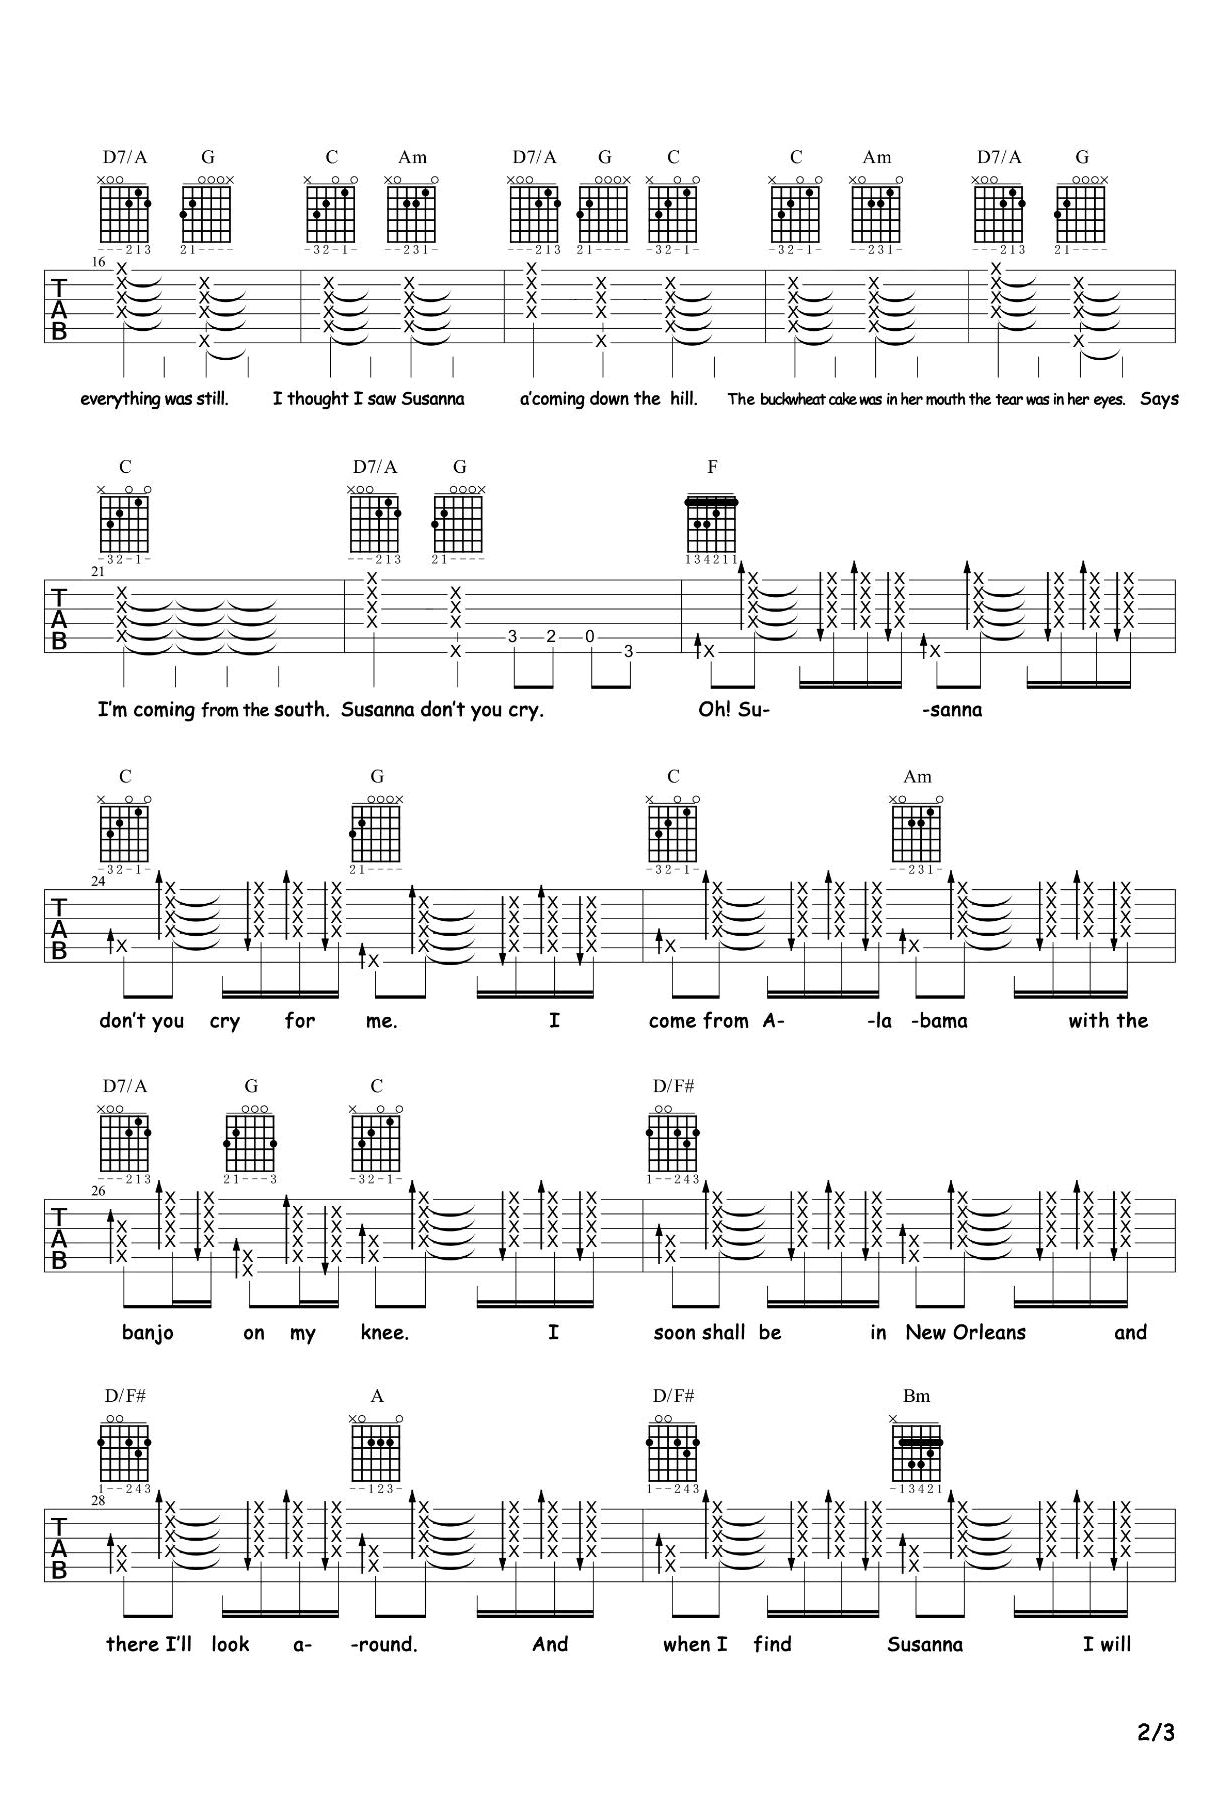 D7/A G C Am D7/A G C C Am D7/A G
×○○ ○○○× × ○ ○ ×○ ○ ×○○ ○○○× × ○ ○ × ○ ○ ×○ ○ ×○○ ○○○×
---213 21---- -32-1- --231- ---213 21---- -32-1- -32-1- --231- ---213 21----
16
TAB
everything was still. I thought I saw Susanna a'coming down the hill. The buckwheat cake was in her mouth the tear was in her eyes. Says
C D7/A G F
× ○ ○ ×○○ ○○○×
-32-1- ---213 21---- 134211
21
TAB
3 2 0 3
I'm coming from the south. Susanna don't you cry. Oh! Su- -sanna
C G C Am
× ○ ○ ○○○× × ○ ○ ×○ ○
-32-1- 21---- -32-1- --231-
24
TAB
don't you cry for me. I come from A- -la -bama with the
D7/A G C D/F#
×○○ ○○○ × ○ ○ ○○
---213 21---3 -32-1- 1--243
26
TAB
banjo on my knee. I soon shall be in New Orleans and
D/F# A D/F# Bm
○○ ×○ ○ ○○ ×
1--243 --123- 1--243 -13421
28
TAB
there I'll look a- -round. And when I find Susanna I will
2/3